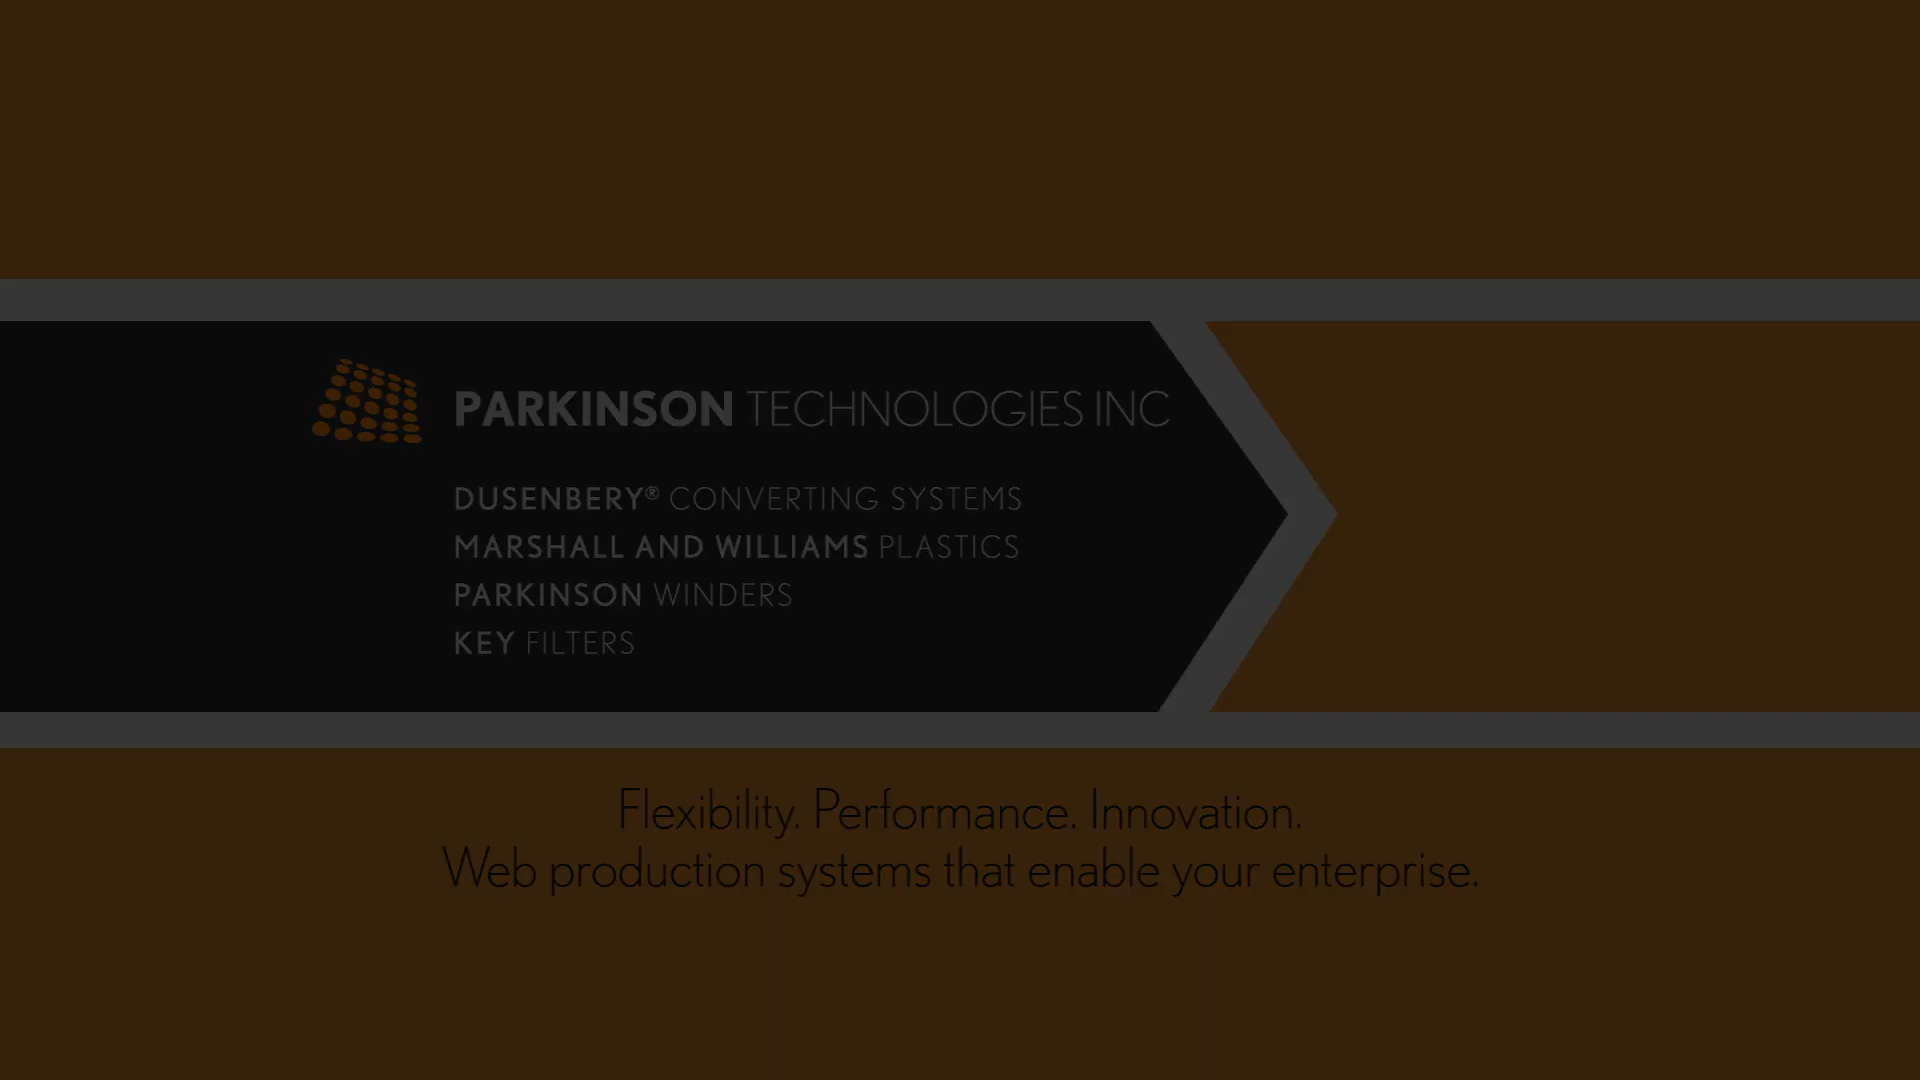 PARKINSON TECHNOLOGIES INC
DUSENBERY® CONVERTING SYSTEMS
MARSHALL AND WILLIAMS PLASTICS
PARKINSON WINDERS
KEY FILTERS
Flexibility. Performance. Innovation.
Web production systems that enable your enterprise.